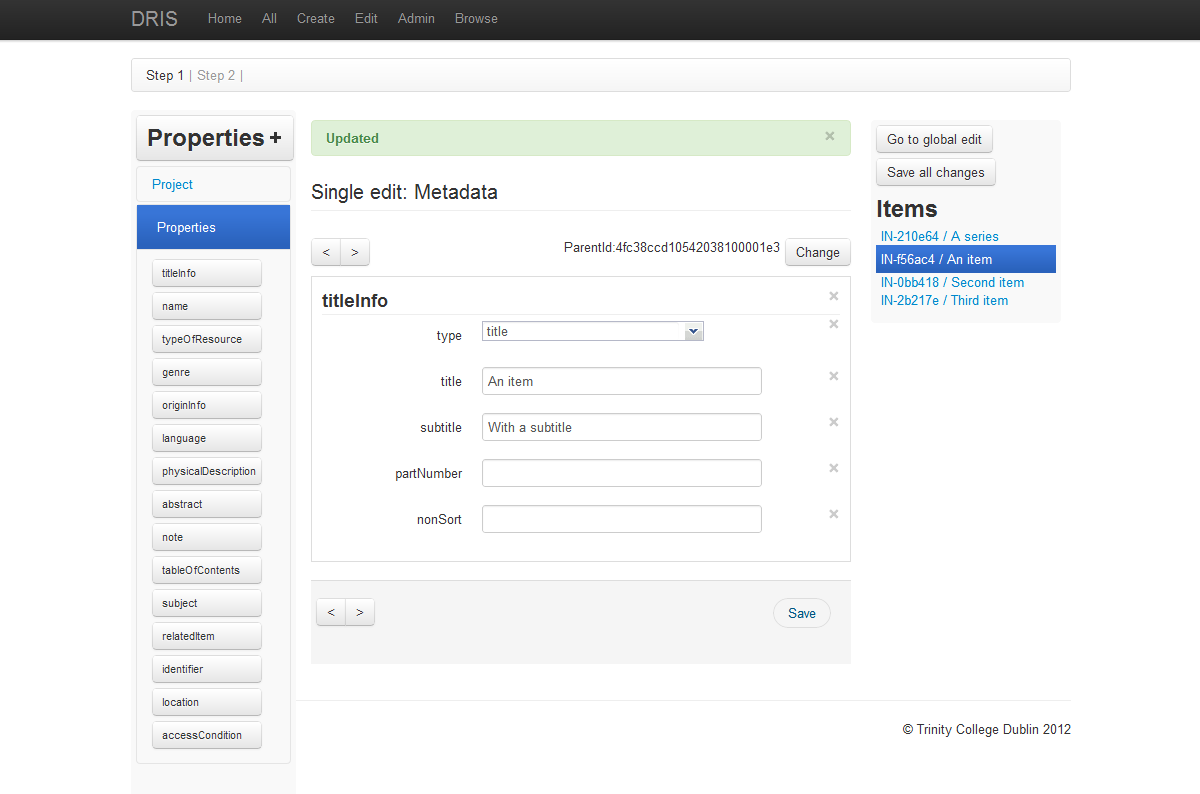 DRIS Home All Create Edit Admin Browse
Step 1 | Step 2 |
Properties +
Project
Properties
titleInfo
name
typeOfResource
genre
originInfo
language
physicalDescription
abstract
note
tableOfContents
subject
relatedItem
identifier
location
accessCondition
Updated ×
Single edit: Metadata
< > ParentId:4fc38ccd10542038100001e3 Change
titleInfo ×
type title ×
title An item ×
subtitle With a subtitle ×
partNumber ×
nonSort ×
< > Save
Go to global edit
Save all changes
Items
IN-210e64 / A series
IN-f56ac4 / An item
IN-0bb418 / Second item
IN-2b217e / Third item
© Trinity College Dublin 2012